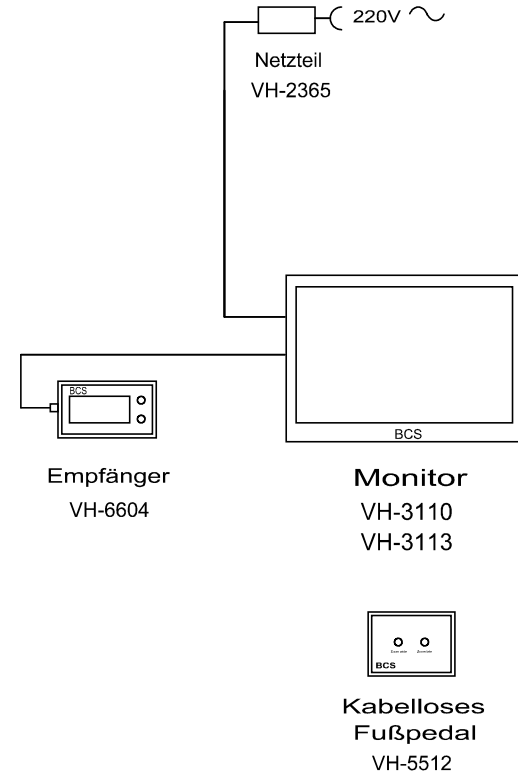 220V
Netzteil
VH-2365
BCS
BCS
Empfänger
VH-6604
Monitor
VH-3110
VH-3113
BCS
Kabelloses
Fußpedal
VH-5512